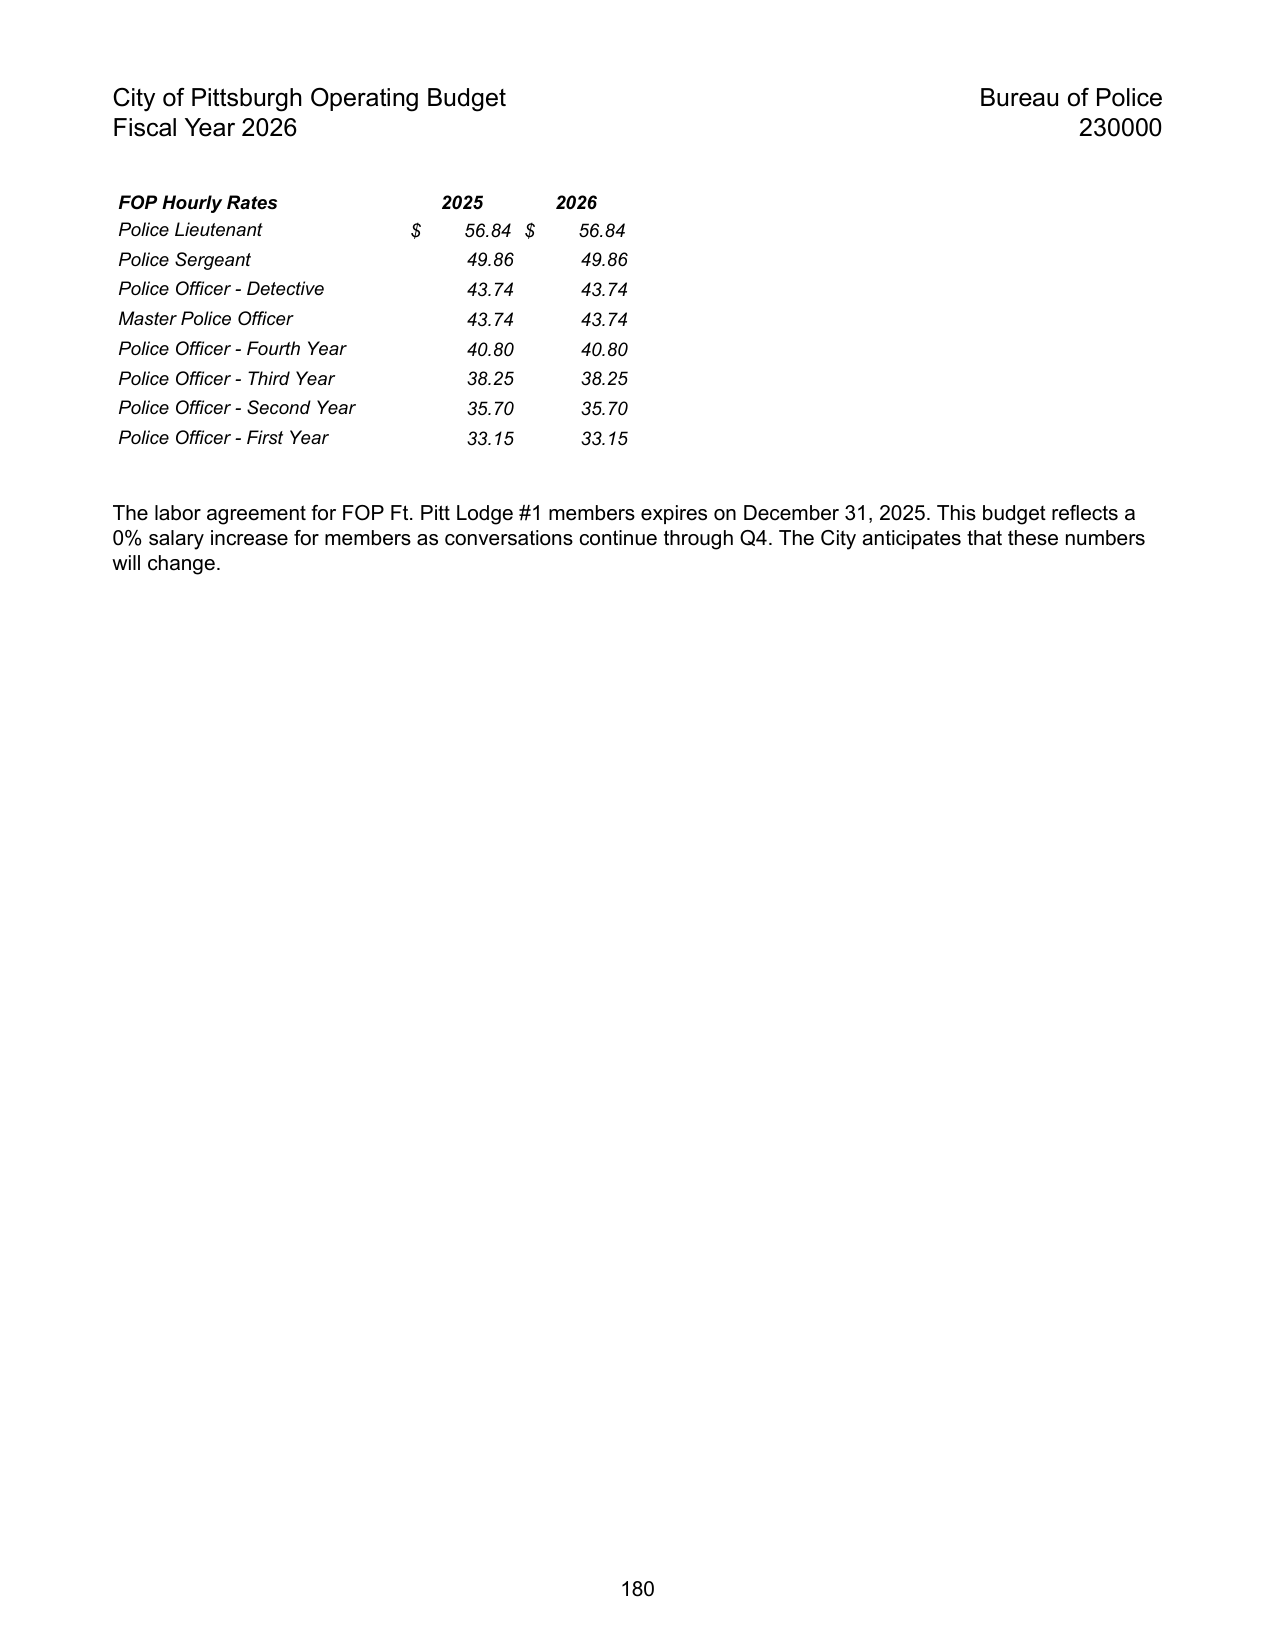 City of Pittsburgh Operating Budget Bureau of Police
Fiscal Year 2026 230000
FOP Hourly Rates 2025 2026
Police Lieutenant $ 56.84 $ 56.84
Police Sergeant 49.86 49.86
Police Officer - Detective 43.74 43.74
Master Police Officer 43.74 43.74
Police Officer - Fourth Year 40.80 40.80
Police Officer - Third Year 38.25 38.25
Police Officer - Second Year 35.70 35.70
Police Officer - First Year 33.15 33.15
The labor agreement for FOP Ft. Pitt Lodge #1 members expires on December 31, 2025. This budget reflects a
0% salary increase for members as conversations continue through Q4. The City anticipates that these numbers
will change.
180